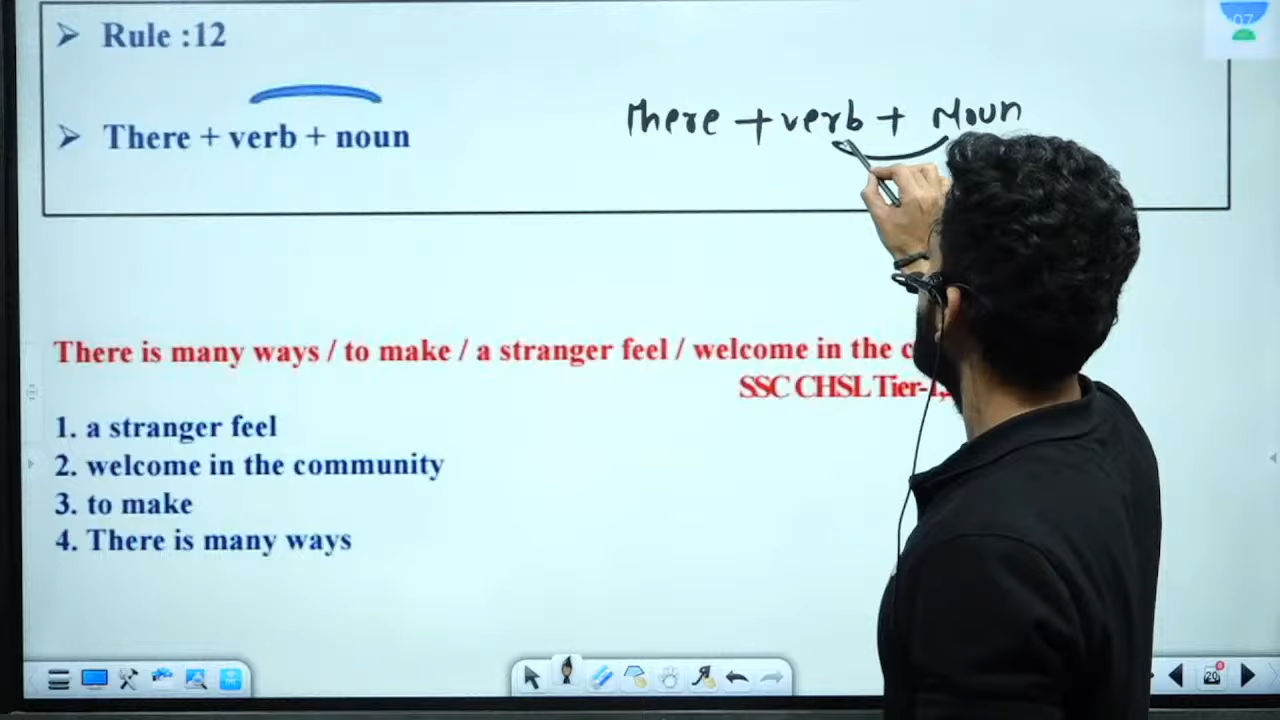 ➤ Rule :12
➤ There + verb + noun
There + verb + Noun
There is many ways / to make / a stranger feel / welcome in the
SSC CHSL Tier-I,
1. a stranger feel
2. welcome in the community
3. to make
4. There is many ways
07
20